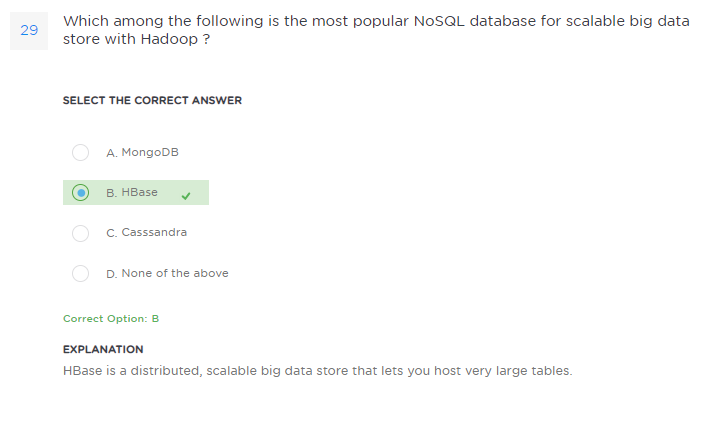 29
Which among the following is the most popular NoSQL database for scalable big data
store with Hadoop ?
SELECT THE CORRECT ANSWER
A. MongoDB
B. HBase
C. Casssandra
D. None of the above
Correct Option: B
EXPLANATION
HBase is a distributed, scalable big data store that lets you host very large tables.